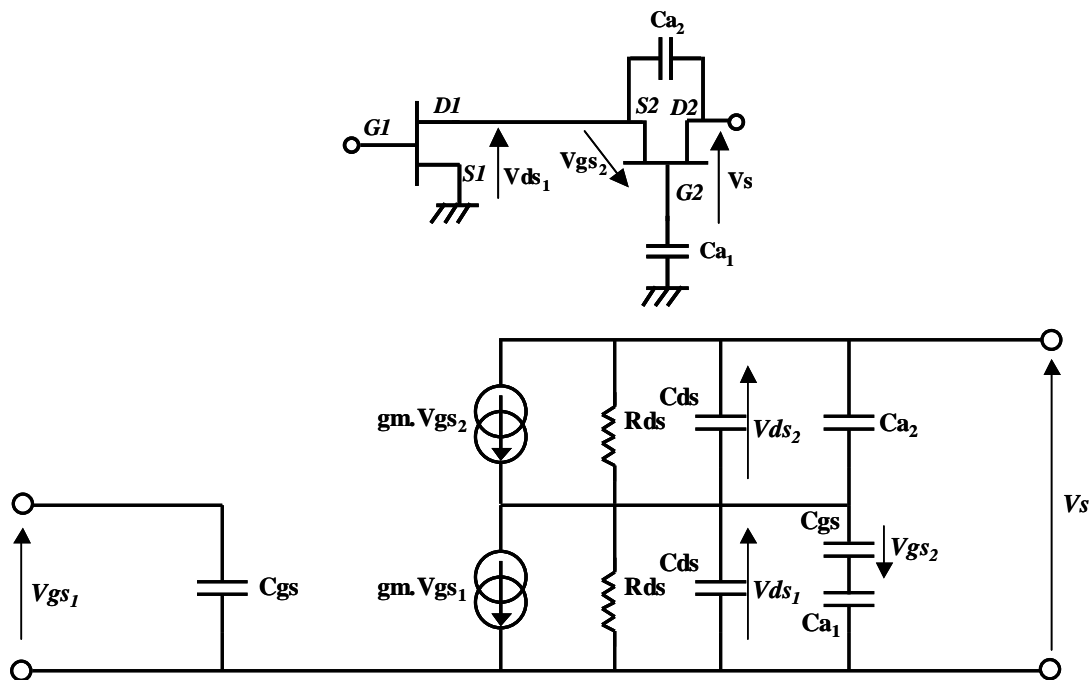 Ca₂
D1
S2
D2
G1
S1
Vds₁
Vgs₂
G2
Vs
Ca₁
gm.Vgs₂
Rds
Cds
Vds₂
Ca₂
Vgs₁
Cgs
gm.Vgs₁
Rds
Cds
Vds₁
Cgs
Vgs₂
Ca₁
Vs